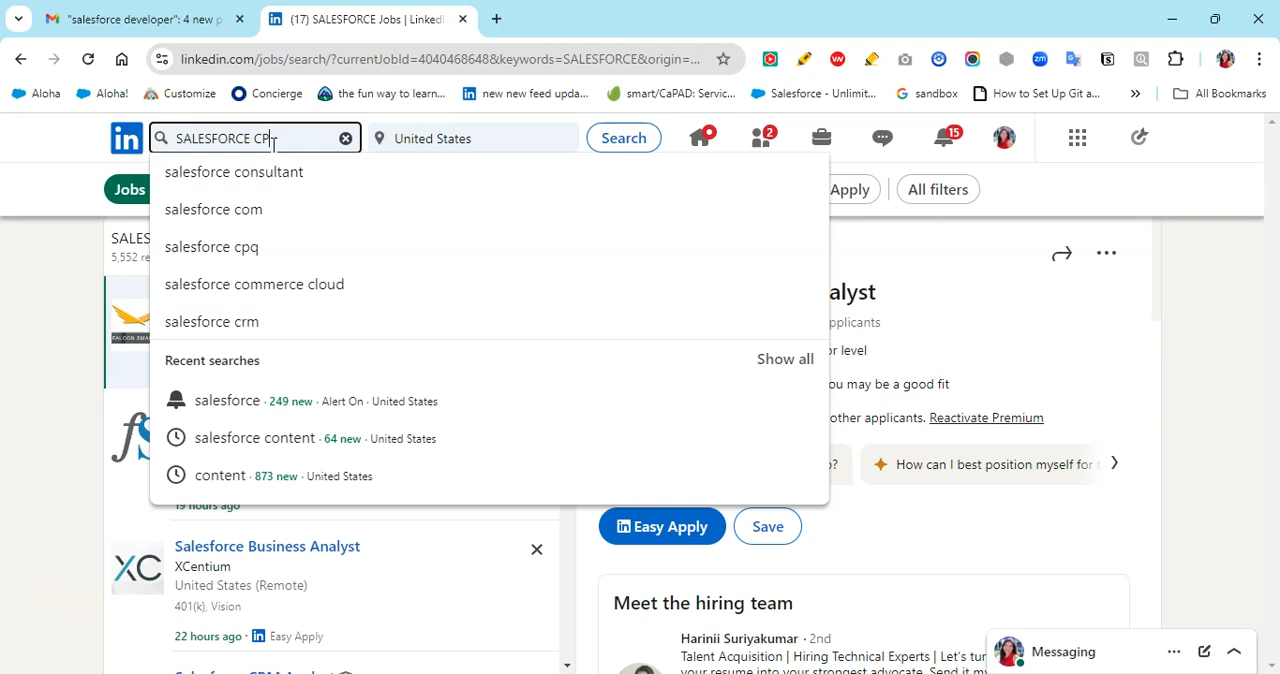 "salesforce developer": 4 new p
(17) SALESFORCE Jobs | LinkedI
linkedin.com/jobs/search/?currentJobId=4040468648&keywords=SALESFORCE&origin=...
Aloha
Aloha!
Customize
Concierge
the fun way to learn...
new new feed upda...
smart/CaPAD: Servic...
Salesforce - Unlimit...
sandbox
How to Set Up Git a...
All Bookmarks
in
SALESFORCE CP
United States
Search
2
15
Jobs
Apply
All filters
salesforce consultant
salesforce com
salesforce cpq
salesforce commerce cloud
salesforce crm
Recent searches
Show all
salesforce · 249 new · Alert On · United States
salesforce content · 64 new · United States
content · 873 new · United States
SALES
5,552 re
19 hours ago
XC
Salesforce Business Analyst
XCentium
United States (Remote)
401(k), Vision
22 hours ago · in Easy Apply
alyst
pplicants
or level
ou may be a good fit
other applicants. Reactivate Premium
o?
How can I best position myself for t
in Easy Apply
Save
Meet the hiring team
Harinii Suriyakumar · 2nd
Talent Acquisition | Hiring Technical Experts | Let's tur
your resume into your strongest advocate. Send it m
Messaging